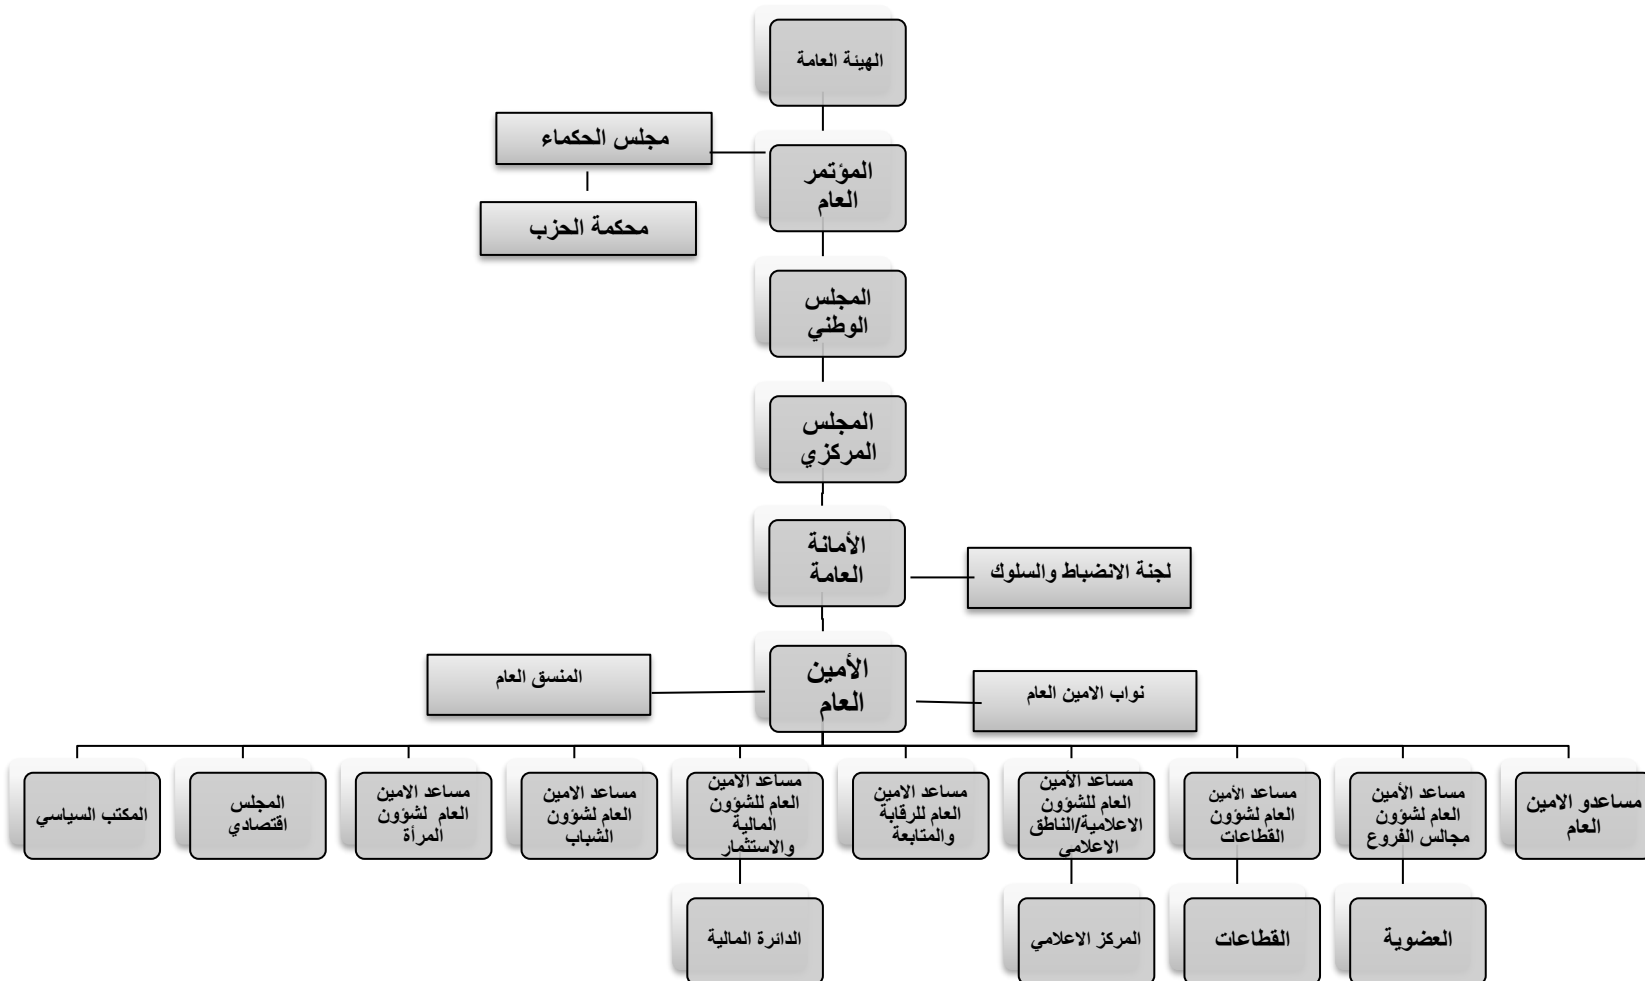 الهيئة العامة
مجلس الحكماء
المؤتمر
العام
محكمة الحزب
المجلس
الوطني
المجلس
المركزي
الأمانة
العامة
لجنة الانضباط والسلوك
الأمين
العام
المنسق العام
نواب الامين العام
مساعدو الامين
العام
مساعد الأمين
العام لشؤون
مجالس الفروع
مساعد الأمين
العام لشؤون
القطاعات
مساعد الأمين
العام للشؤون
الاعلامية/الناطق
الاعلامي
مساعد الامين
العام للرقابة
والمتابعة
مساعد الامين
العام للشؤون
المالية
والاستثمار
مساعد الامين
العام لشؤون
الشباب
مساعد الامين
العام لشؤون
المرأة
المجلس
اقتصادي
المكتب السياسي
العضوية
القطاعات
المركز الاعلامي
الدائرة المالية